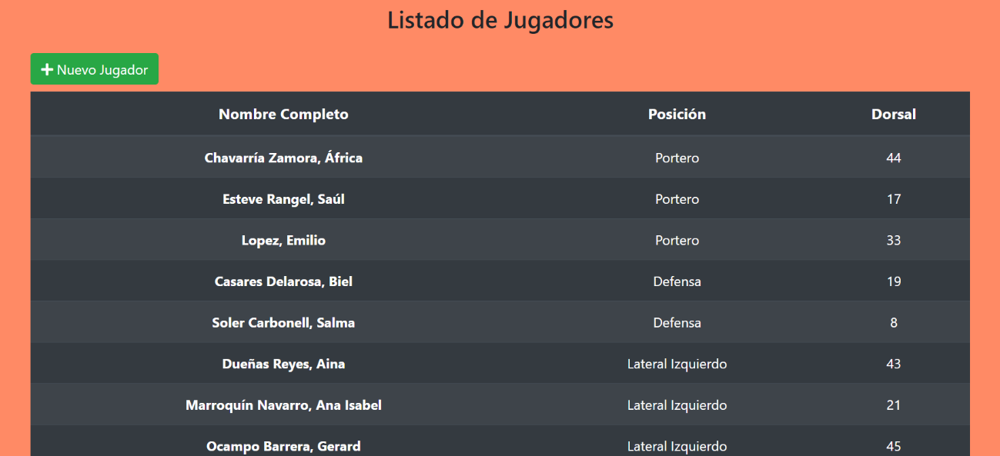 Listado de Jugadores
Nuevo Jugador
Nombre Completo Posición Dorsal
Chavarría Zamora, África Portero 44
Esteve Rangel, Saúl Portero 17
Lopez, Emilio Portero 33
Casares Delarosa, Biel Defensa 19
Soler Carbonell, Salma Defensa 8
Dueñas Reyes, Aina Lateral Izquierdo 43
Marroquín Navarro, Ana Isabel Lateral Izquierdo 21
Ocampo Barrera, Gerard Lateral Izquierdo 45